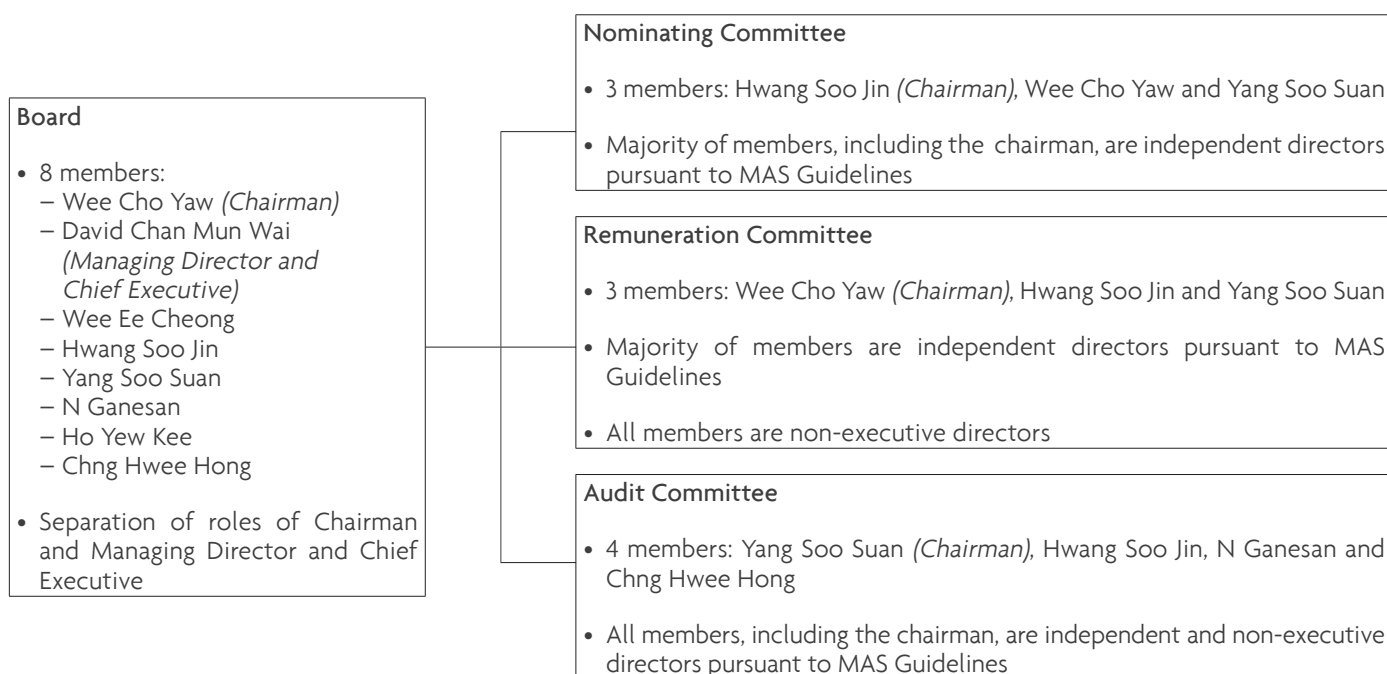 Board
• 8 members:
– Wee Cho Yaw (Chairman)
– David Chan Mun Wai
(Managing Director and
Chief Executive)
– Wee Ee Cheong
– Hwang Soo Jin
– Yang Soo Suan
– N Ganesan
– Ho Yew Kee
– Chng Hwee Hong
• Separation of roles of Chairman
and Managing Director and Chief
Executive
Nominating Committee
• 3 members: Hwang Soo Jin (Chairman), Wee Cho Yaw and Yang Soo Suan
• Majority of members, including the chairman, are independent directors
pursuant to MAS Guidelines
Remuneration Committee
• 3 members: Wee Cho Yaw (Chairman), Hwang Soo Jin and Yang Soo Suan
• Majority of members are independent directors pursuant to MAS
Guidelines
• All members are non-executive directors
Audit Committee
• 4 members: Yang Soo Suan (Chairman), Hwang Soo Jin, N Ganesan and
Chng Hwee Hong
• All members, including the chairman, are independent and non-executive
directors pursuant to MAS Guidelines